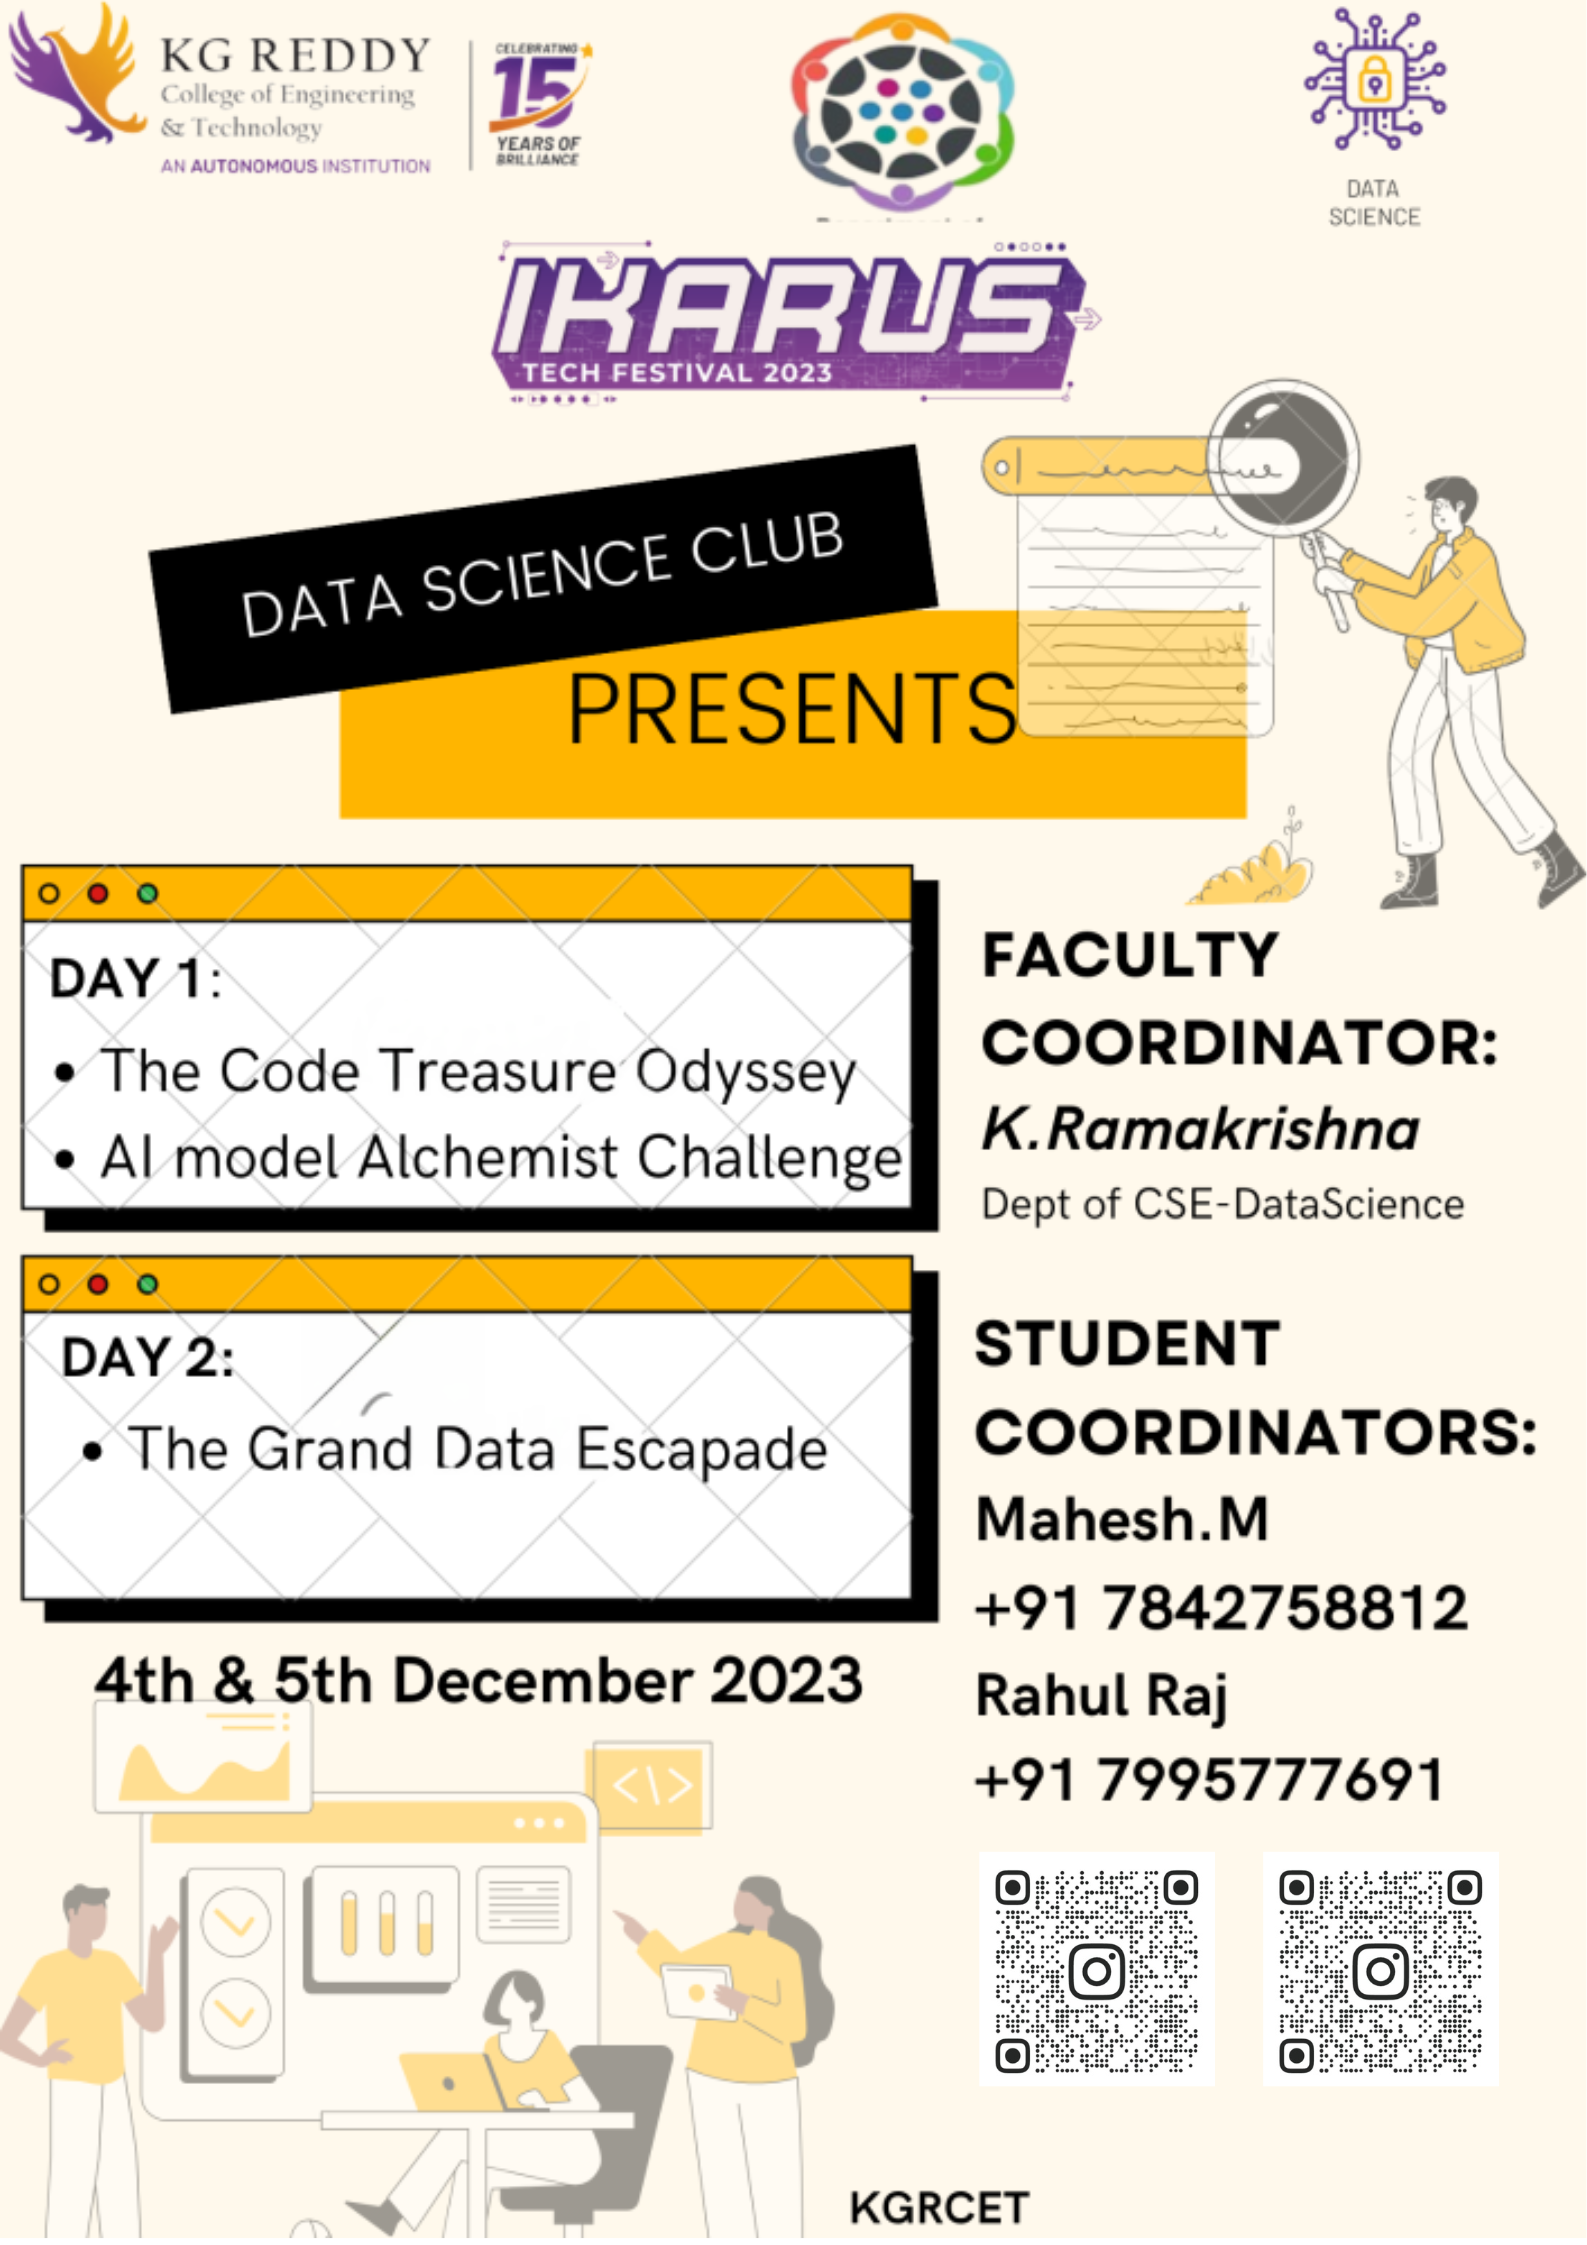 KG REDDY
College of Engineering
& Technology
AN AUTONOMOUS INSTITUTION
CELEBRATING
15
YEARS OF
BRILLIANCE
DATA
SCIENCE
IKARUS
TECH FESTIVAL 2023
DATA SCIENCE CLUB
PRESENTS
DAY 1:
• The Code Treasure Odyssey
• AI model Alchemist Challenge
DAY 2:
• The Grand Data Escapade
4th & 5th December 2023
FACULTY
COORDINATOR:
K.Ramakrishna
Dept of CSE-DataScience
STUDENT
COORDINATORS:
Mahesh.M
+91 7842758812
Rahul Raj
+91 7995777691
<\>
KGRCET